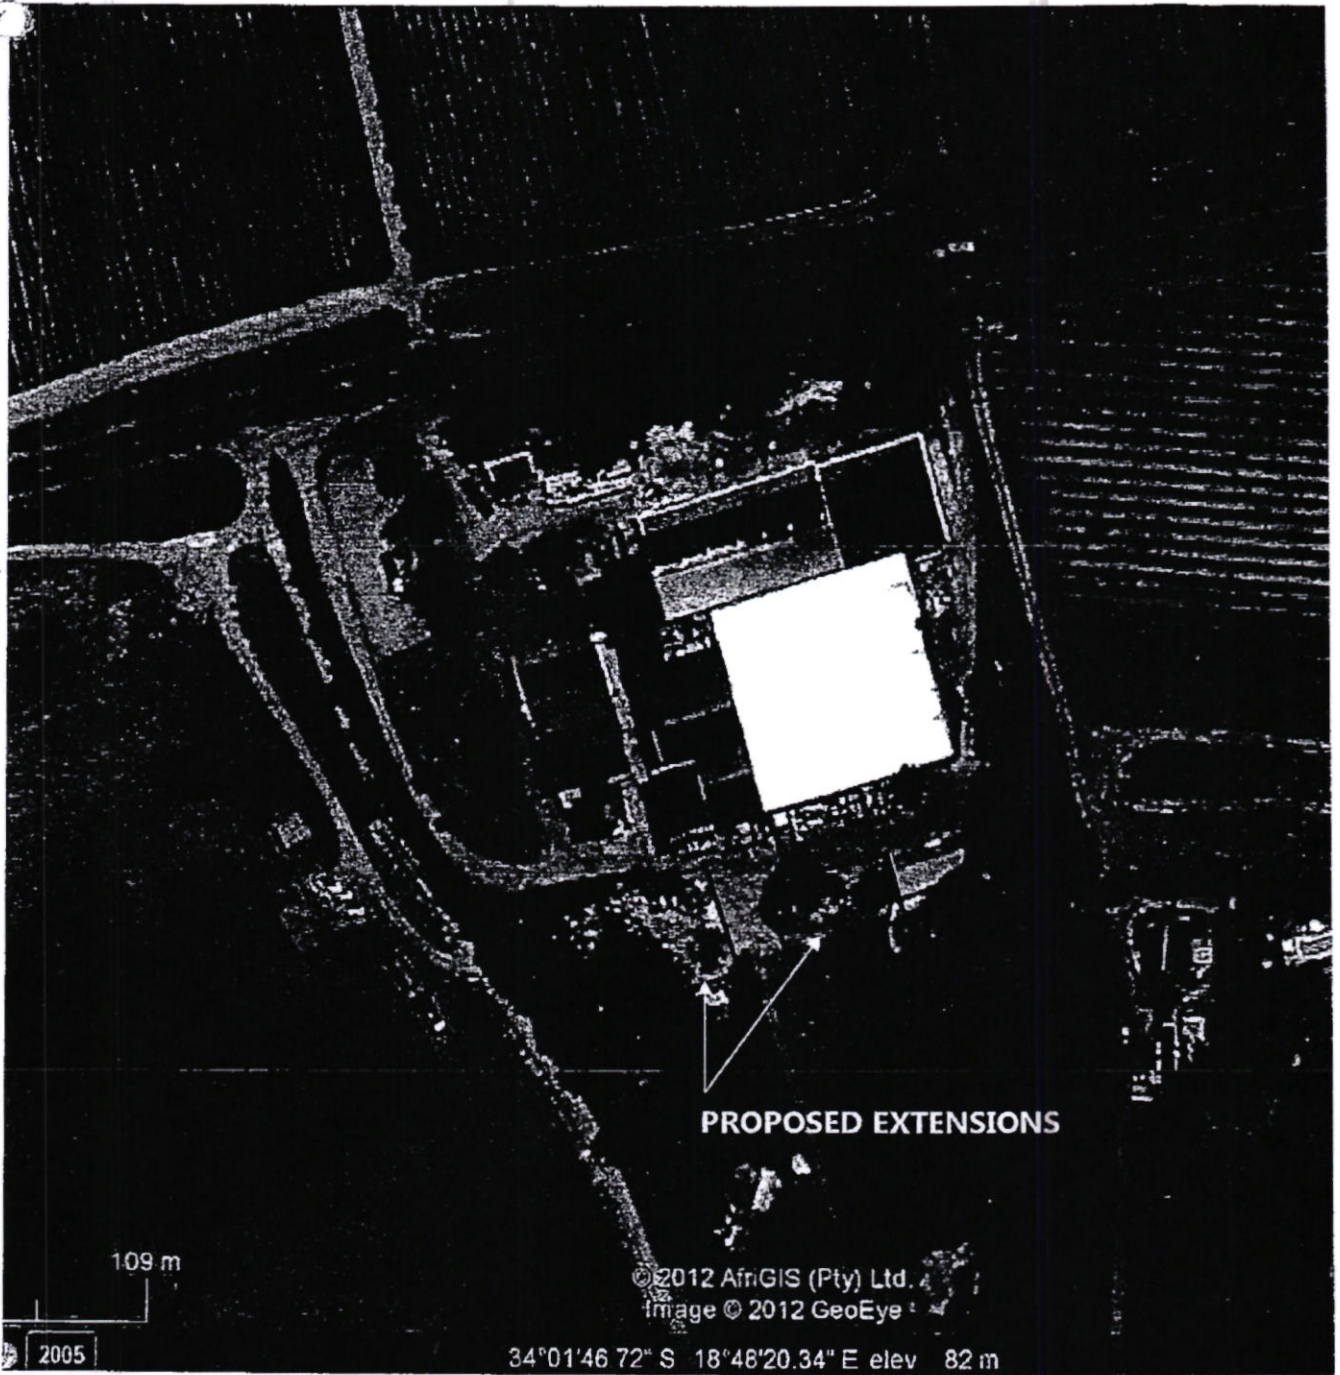 PROPOSED EXTENSIONS
109 m
© 2012 AfriGIS (Pty) Ltd.
Image © 2012 GeoEye
2005
34°01'46 72" S 18°48'20.34" E elev 82 m